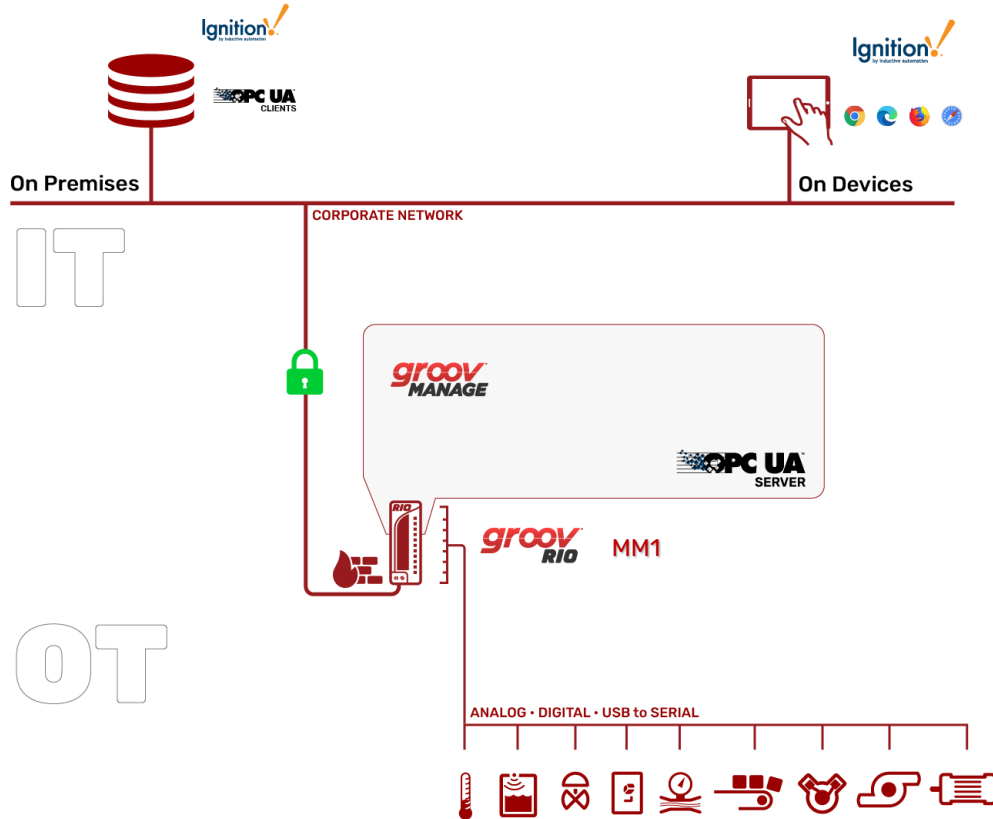 Ignition!
by inductive automation
OPC UA
CLIENTS
Ignition!
by inductive automation
On Premises
On Devices
CORPORATE NETWORK
IT
groov
MANAGE
OPC UA
SERVER
RIO
groov
RIO
MM1
OT
ANALOG • DIGITAL • USB to SERIAL